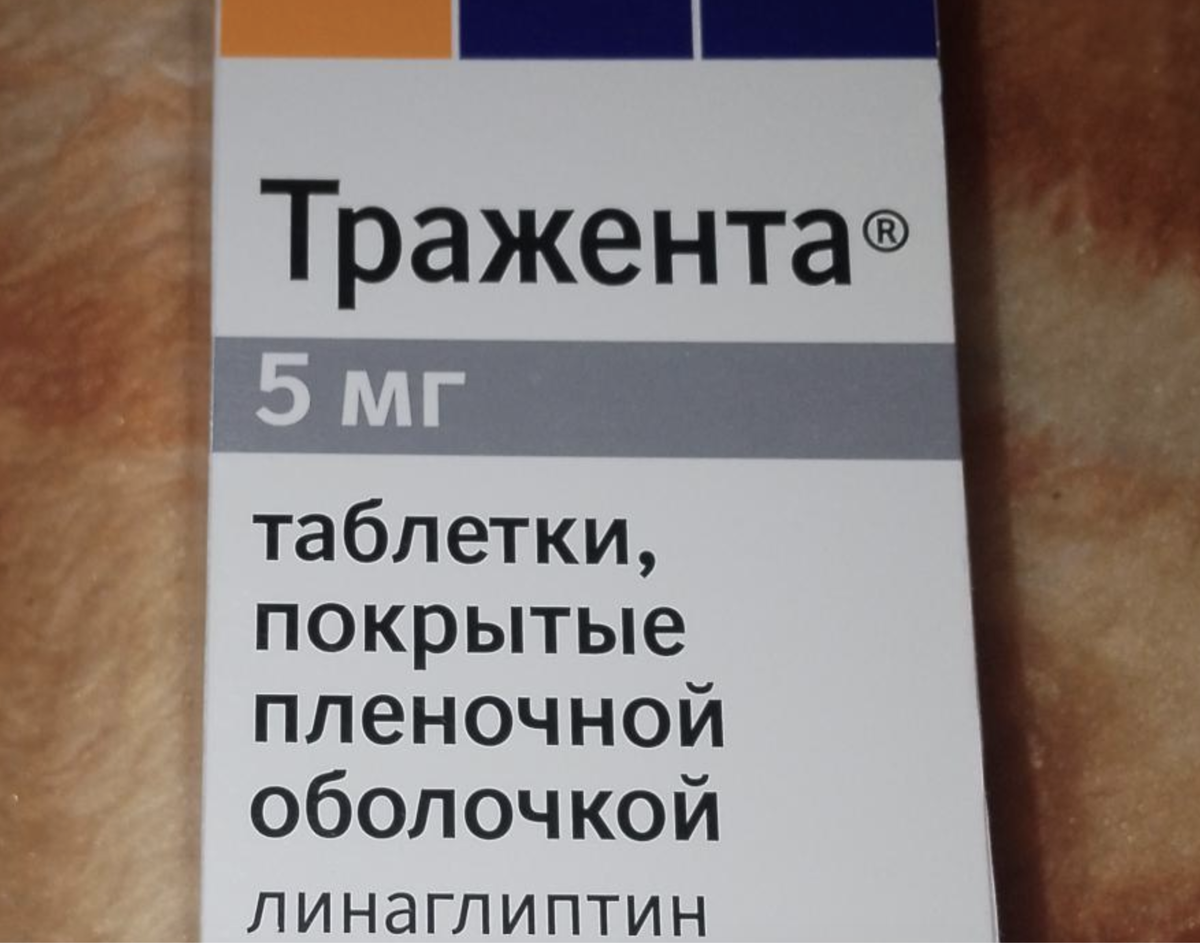 Тражента®
5 мг
таблетки,
покрытые
пленочной
оболочкой
линаглиптин